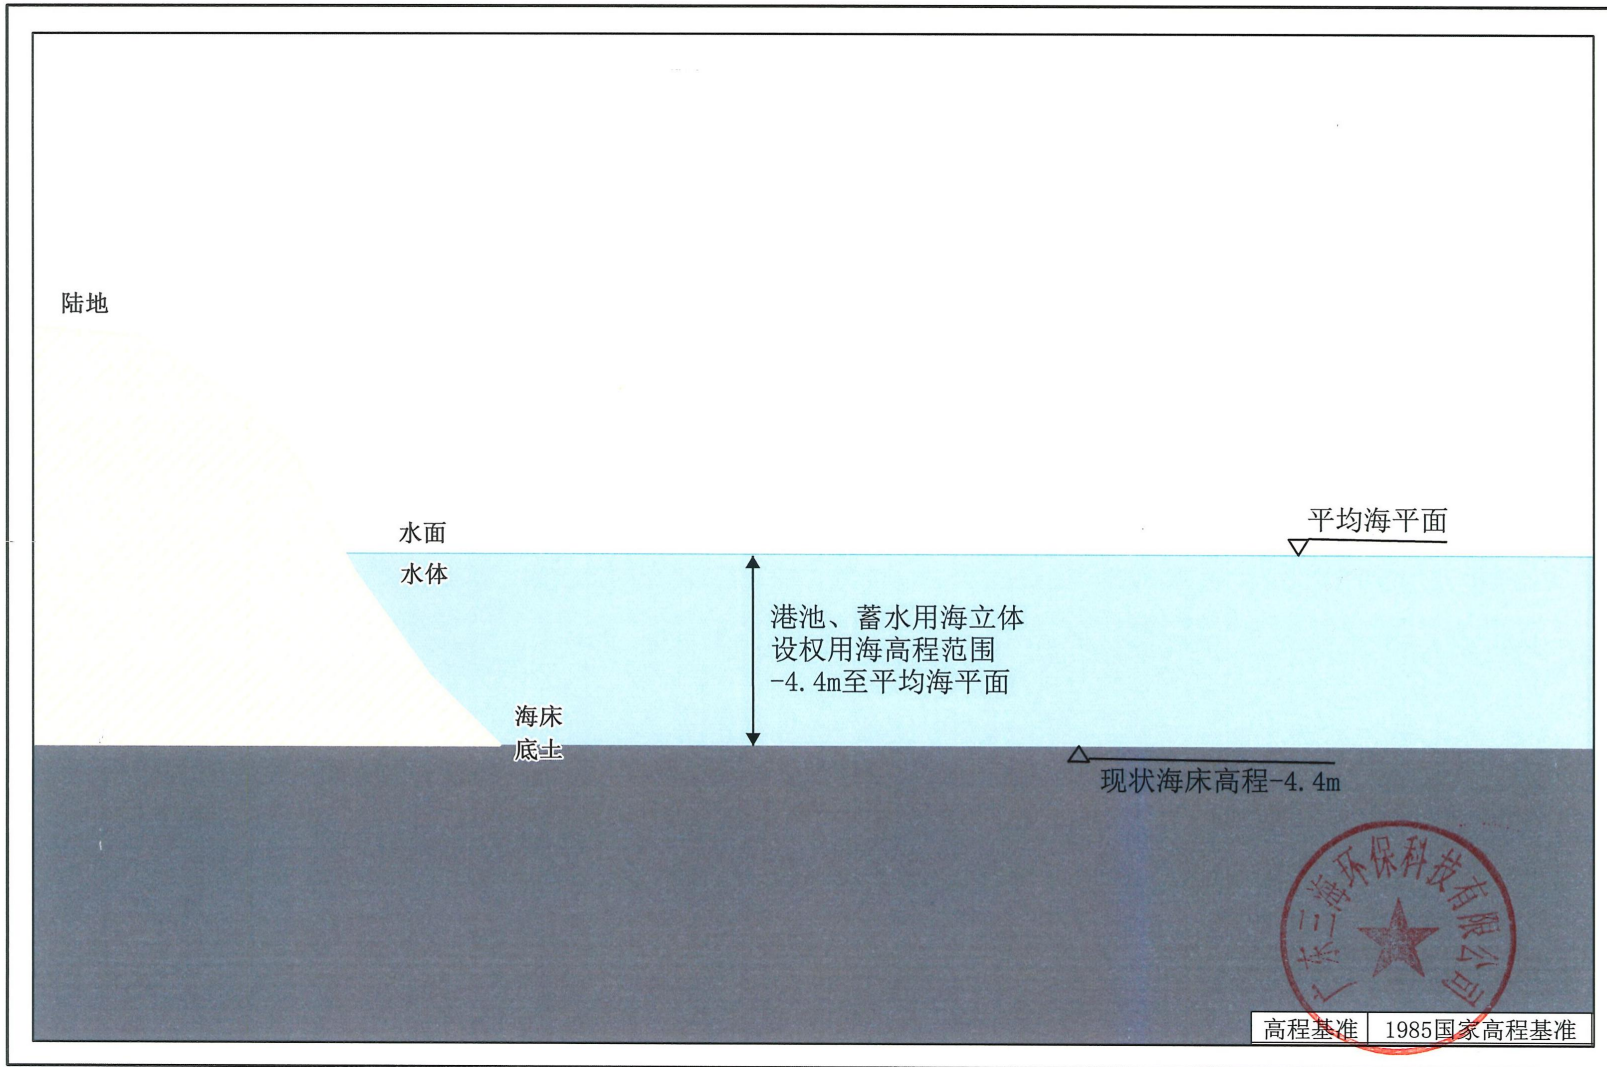 陆地
水面
水体
平均海平面
港池、蓄水用海立体
设权用海高程范围
-4.4m至平均海平面
海床
底土
现状海床高程-4.4m
广东三海环保科技有限公司
高程基准 1985国家高程基准